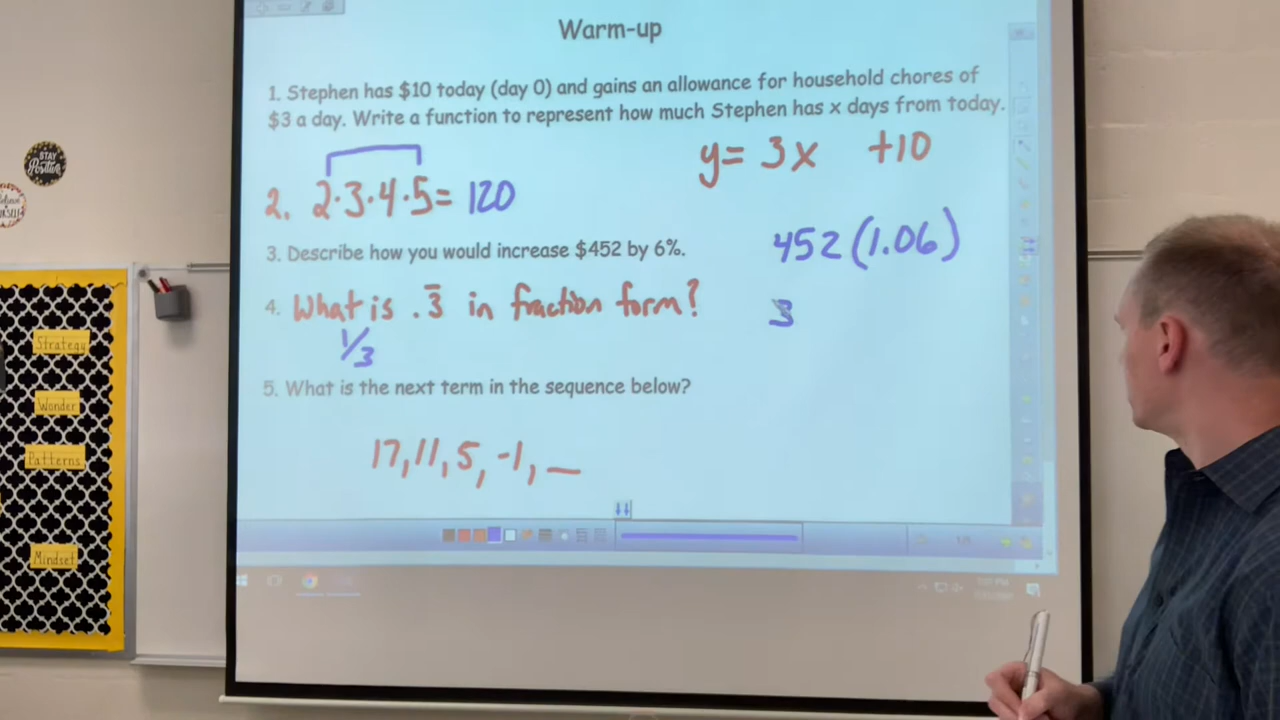 Warm-up
1. Stephen has $10 today (day 0) and gains an allowance for household chores of
$3 a day. Write a function to represent how much Stephen has x days from today.
y= 3x +10
2. 2·3·4·5= 120
3. Describe how you would increase $452 by 6%.
452(1.06)
4. What is .3̅ in fraction form?
3
1/3
5. What is the next term in the sequence below?
17, 11, 5, -1, __
STAY
Positive
Strategy
Wonder
Patterns
Mindset